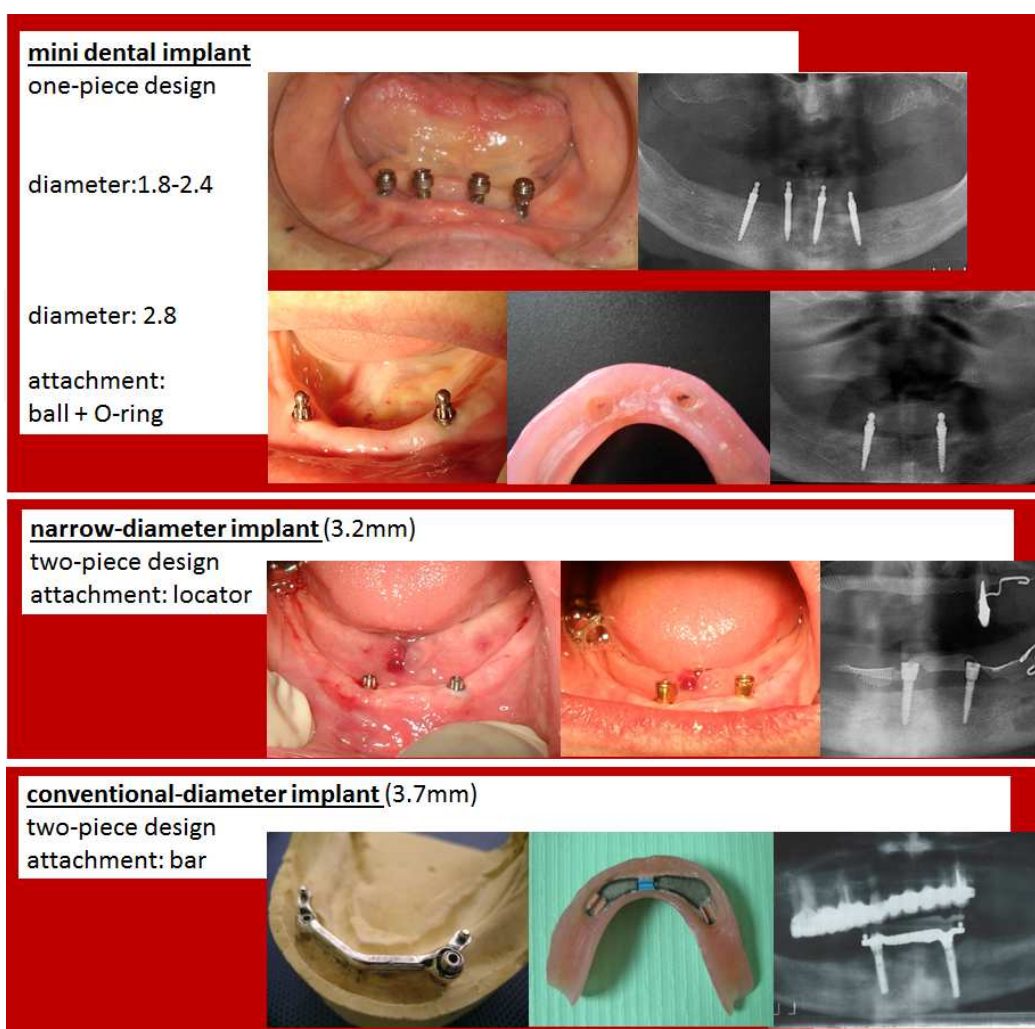 mini dental implant
one-piece design
diameter:1.8-2.4
diameter: 2.8
attachment:
ball + O-ring
narrow-diameter implant (3.2mm)
two-piece design
attachment: locator
conventional-diameter implant (3.7mm)
two-piece design
attachment: bar